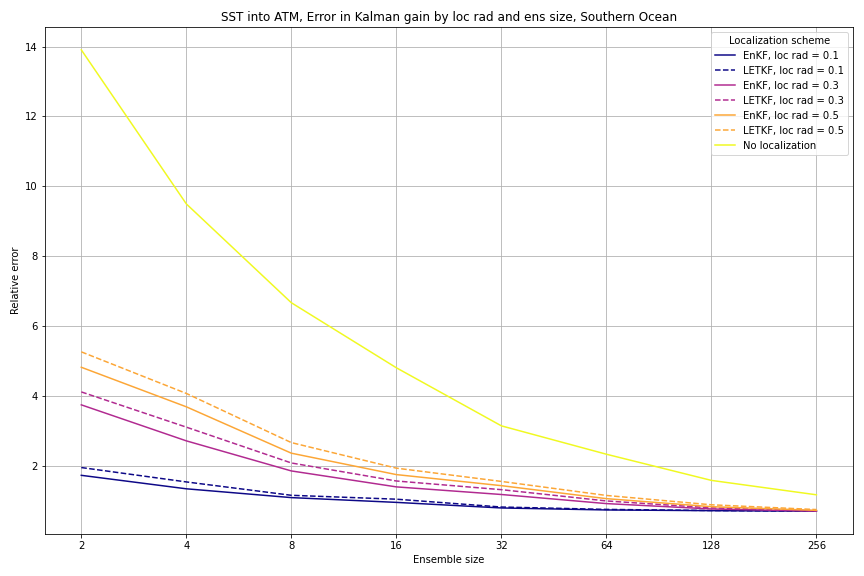 SST into ATM, Error in Kalman gain by loc rad and ens size, Southern Ocean
Localization scheme
EnKF, loc rad = 0.1
LETKF, loc rad = 0.1
EnKF, loc rad = 0.3
LETKF, loc rad = 0.3
EnKF, loc rad = 0.5
LETKF, loc rad = 0.5
No localization
Relative error
14
12
10
8
6
4
2
2 4 8 16 32 64 128 256
Ensemble size